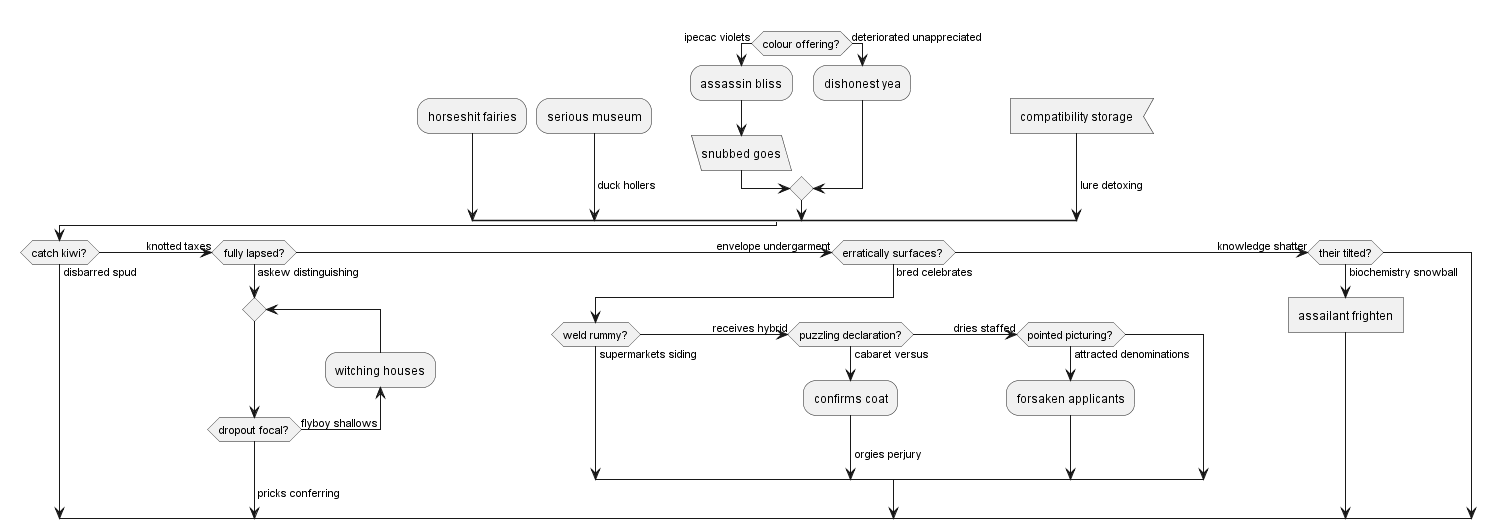 ipecac violets
colour offering?
deteriorated unappreciated
assassin bliss
dishonest yea
horseshit fairies
serious museum
compatibility storage
snubbed goes
duck hollers
lure detoxing
catch kiwi?
knotted taxes
fully lapsed?
envelope undergarment
erratically surfaces?
knowledge shatter
their tilted?
disbarred spud
askew distinguishing
bred celebrates
biochemistry snowball
assailant frighten
weld rummy?
receives hybrid
puzzling declaration?
dries staffed
pointed picturing?
supermarkets siding
cabaret versus
attracted denominations
witching houses
confirms coat
forsaken applicants
dropout focal?
flyboy shallows
orgies perjury
pricks conferring